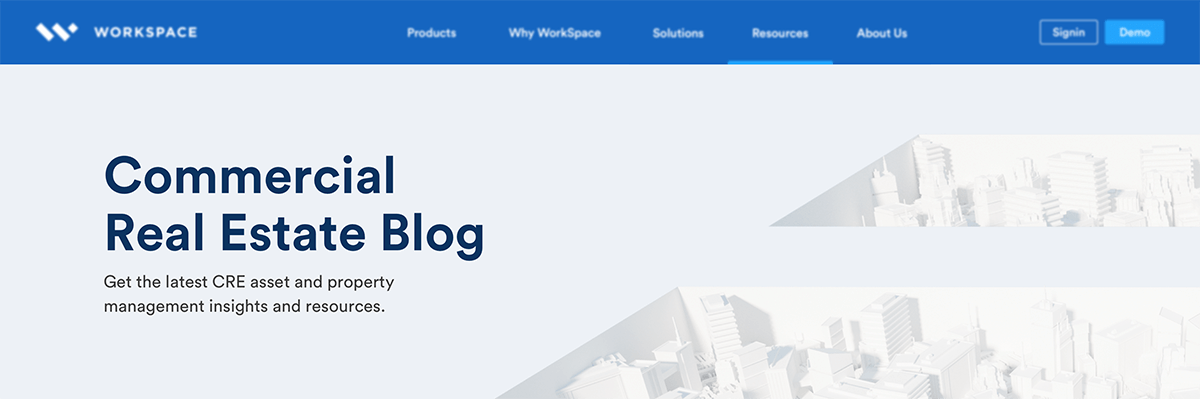 WORKSPACE
Products Why WorkSpace Solutions Resources About Us Signin Demo
Commercial
Real Estate Blog
Get the latest CRE asset and property
management insights and resources.